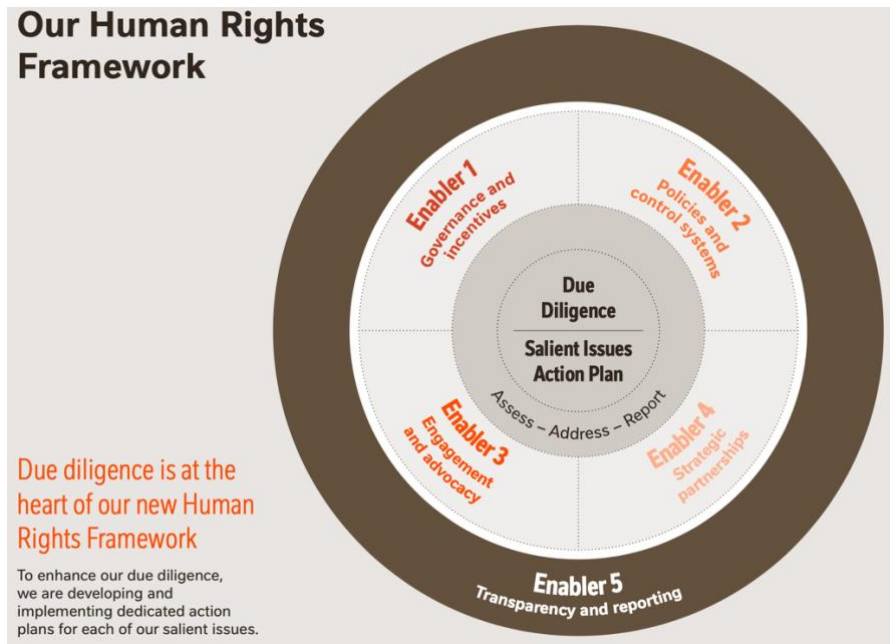 Our Human Rights
Framework
Enabler 1
Governance and
incentives
Enabler 2
Policies and
control systems
Due
Diligence
Salient Issues
Action Plan
Assess – Address – Report
Enabler 3
Engagement
and advocacy
Enabler 4
Strategic
partnerships
Enabler 5
Transparency and reporting
Due diligence is at the
heart of our new Human
Rights Framework
To enhance our due diligence,
we are developing and
implementing dedicated action
plans for each of our salient issues.